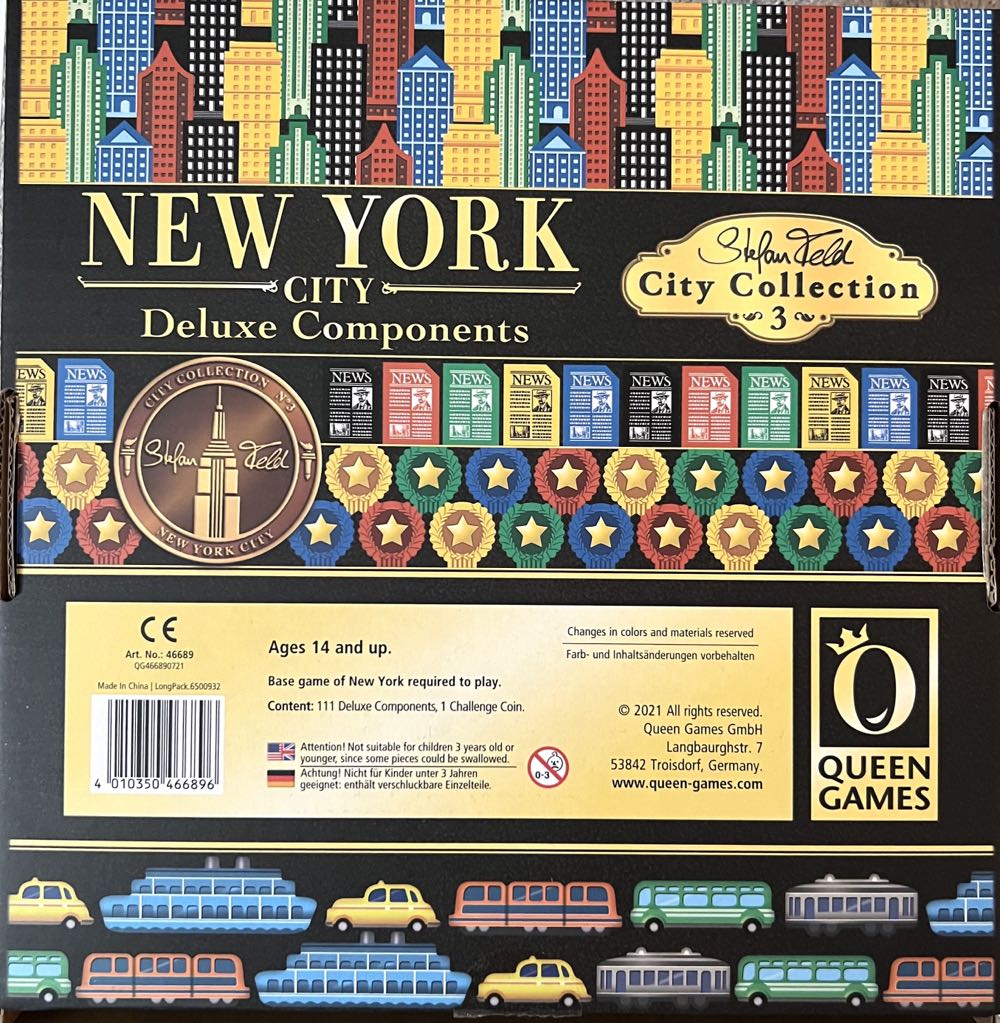 NEW YORK
CITY
Deluxe Components
Stefan Feld
City Collection
3
NEWS
NEWS
NEWS
NEWS
NEWS
NEWS
NEWS
NEWS
NEWS
NEWS
NEWS
NEWS
CITY COLLECTION N°3
Stefan Feld
NEW YORK CITY
CE
Art. No.: 46689
QG466890721
Made In China | LongPack.6500932
4 010350 466896
Ages 14 and up.
Base game of New York required to play.
Content: 111 Deluxe Components, 1 Challenge Coin.
Attention! Not suitable for children 3 years old or
younger, since some pieces could be swallowed.
Achtung! Nicht für Kinder unter 3 Jahren
geeignet: enthält verschluckbare Einzelteile.
0-3
Changes in colors and materials reserved
Farb- und Inhaltsänderungen vorbehalten
© 2021 All rights reserved.
Queen Games GmbH
Langbaurghstr. 7
53842 Troisdorf, Germany.
www.queen-games.com
QUEEN
GAMES